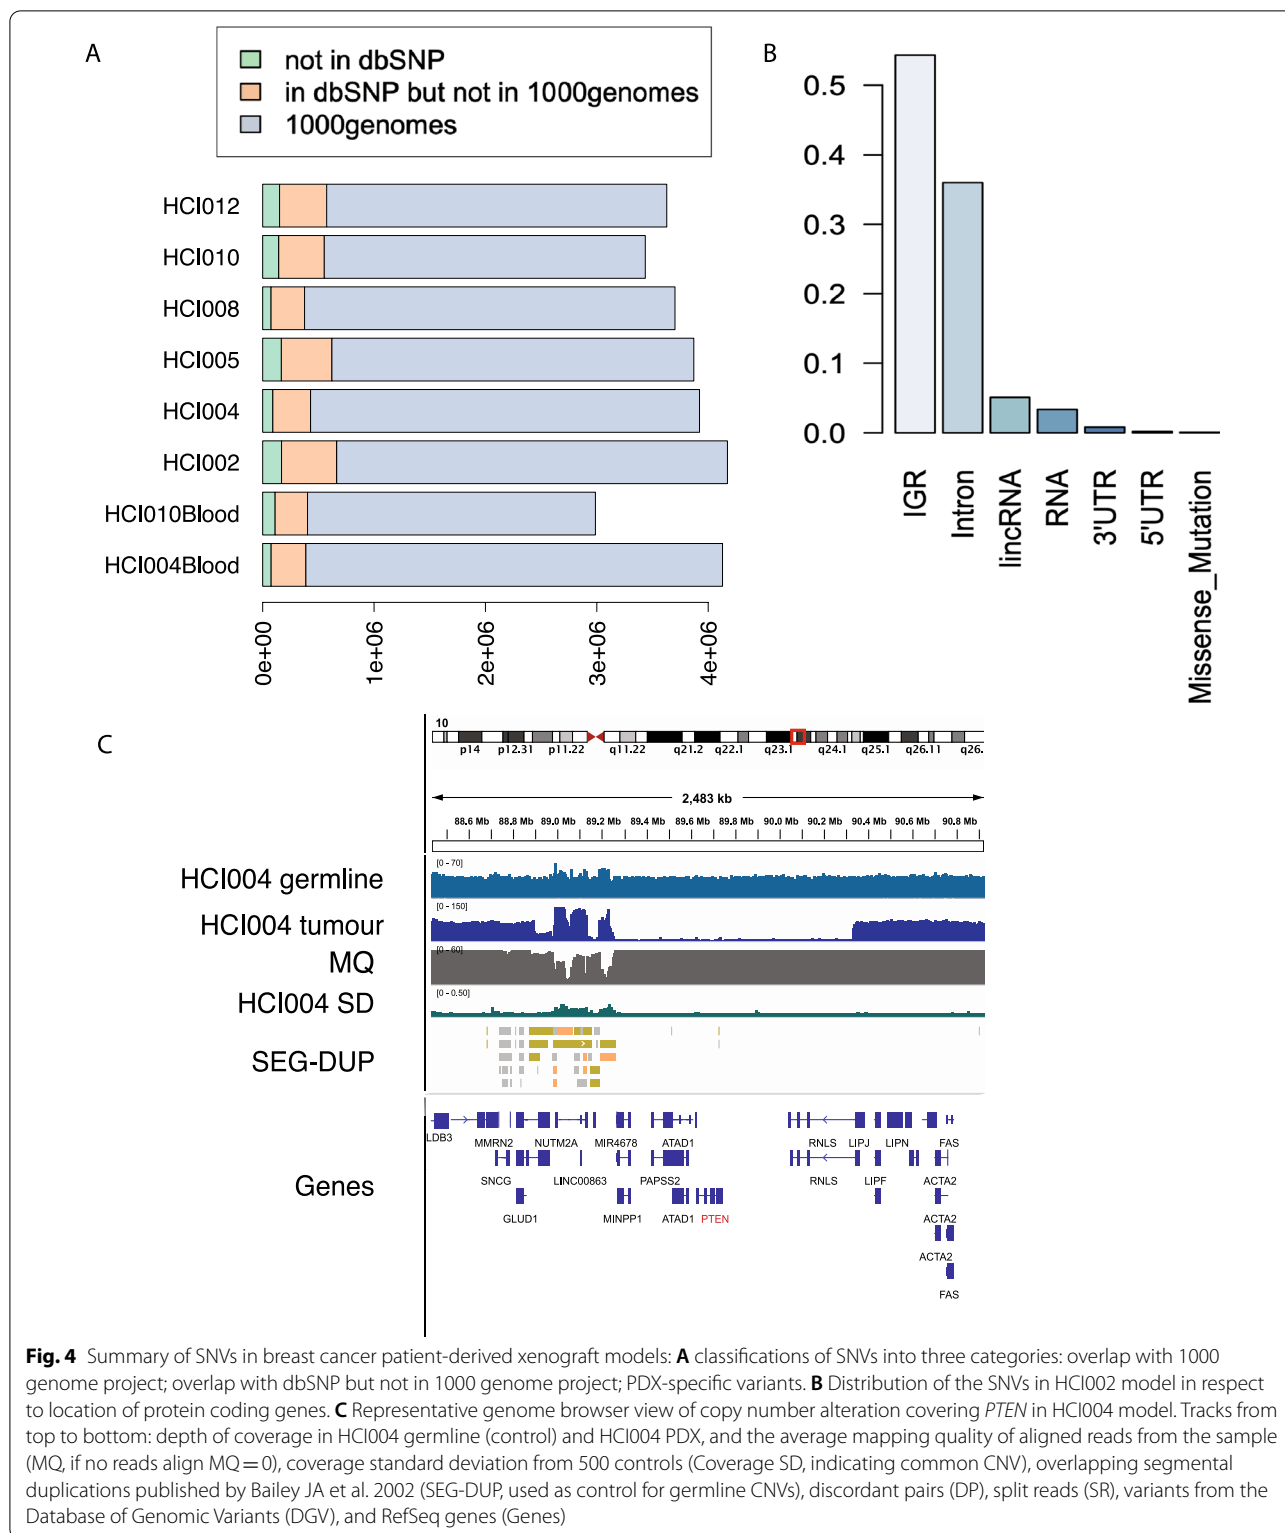 A
not in dbSNP
in dbSNP but not in 1000genomes
1000genomes
HCI012
HCI010
HCI008
HCI005
HCI004
HCI002
HCI010Blood
HCI004Blood
0e+00 1e+06 2e+06 3e+06 4e+06
B
0.5
0.4
0.3
0.2
0.1
0.0
IGR Intron lincRNA RNA 3'UTR 5'UTR Missense_Mutation
C
10
p14 p12.31 p11.22 q11.22 q21.2 q22.1 q23.1 q24.1 q25.1 q26.11 q26.
2,483 kb
88.6 Mb 88.8 Mb 89.0 Mb 89.2 Mb 89.4 Mb 89.6 Mb 89.8 Mb 90.0 Mb 90.2 Mb 90.4 Mb 90.6 Mb 90.8 Mb
HCI004 germline [0 - 70]
HCI004 tumour [0 - 150]
MQ [0 - 60]
HCI004 SD [0 - 0.50]
SEG-DUP
Genes
LDB3 MMRN2 NUTM2A MIR4678 ATAD1 RNLS LIPJ LIPN FAS
SNCG LINC00863 PAPSS2 RNLS LIPF ACTA2
GLUD1 MINPP1 ATAD1 PTEN ACTA2
ACTA2
FAS
Fig. 4 Summary of SNVs in breast cancer patient-derived xenograft models: A classifications of SNVs into three categories: overlap with 1000
genome project; overlap with dbSNP but not in 1000 genome project; PDX-specific variants. B Distribution of the SNVs in HCI002 model in respect
to location of protein coding genes. C Representative genome browser view of copy number alteration covering PTEN in HCI004 model. Tracks from
top to bottom: depth of coverage in HCI004 germline (control) and HCI004 PDX, and the average mapping quality of aligned reads from the sample
(MQ, if no reads align MQ = 0), coverage standard deviation from 500 controls (Coverage SD, indicating common CNV), overlapping segmental
duplications published by Bailey JA et al. 2002 (SEG-DUP, used as control for germline CNVs), discordant pairs (DP), split reads (SR), variants from the
Database of Genomic Variants (DGV), and RefSeq genes (Genes)